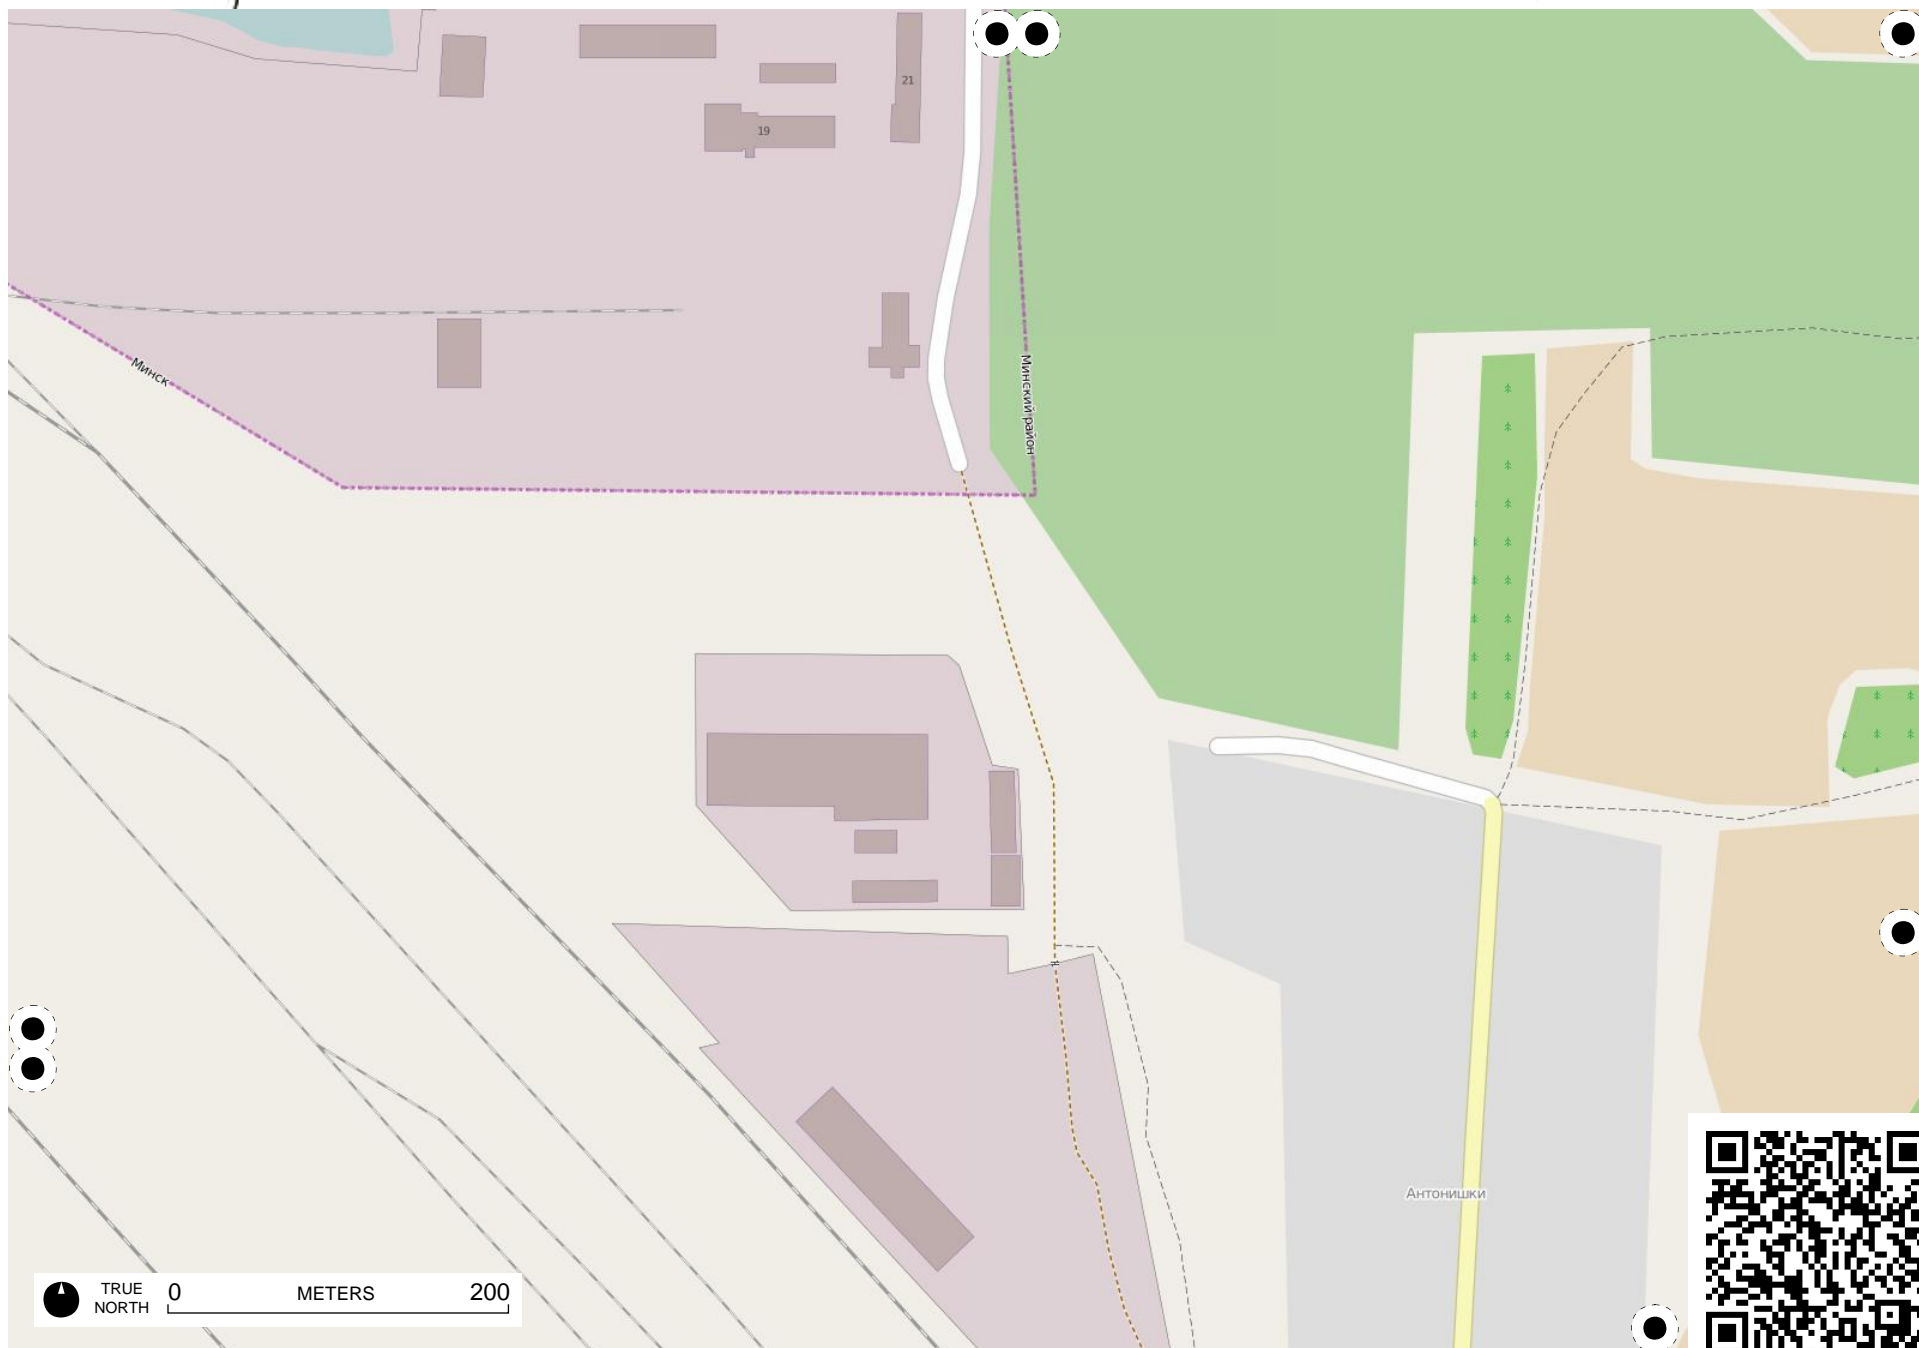 21
19
Минск
Минский район
Антонишки
TRUE
NORTH
0 METERS 200